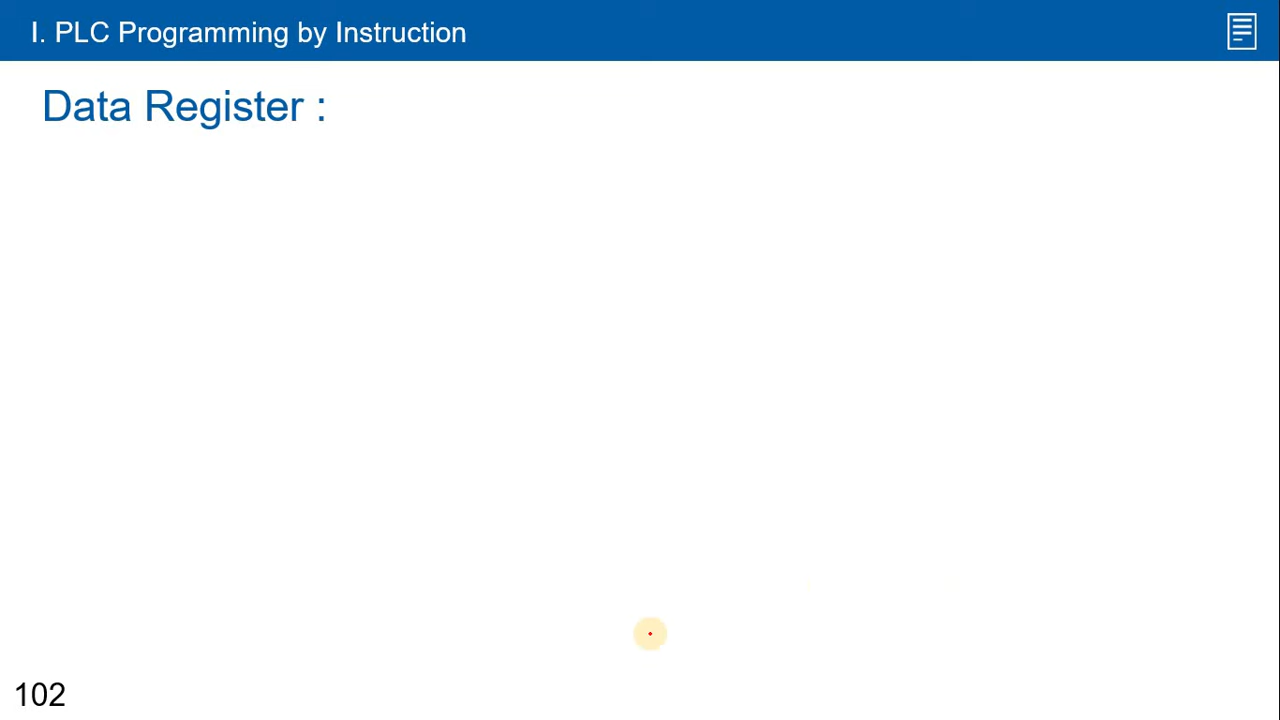 I. PLC Programming by Instruction
Data Register :
102